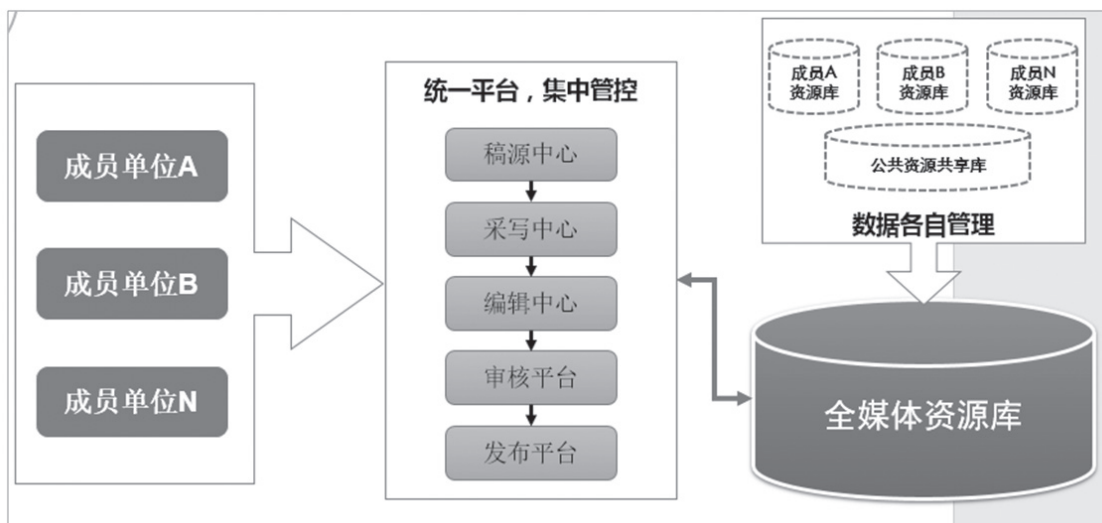 成员单位A
成员单位B
成员单位N
统一平台，集中管控
稿源中心
采写中心
编辑中心
审核平台
发布平台
成员A
资源库
成员B
资源库
成员N
资源库
公共资源共享库
数据各自管理
全媒体资源库